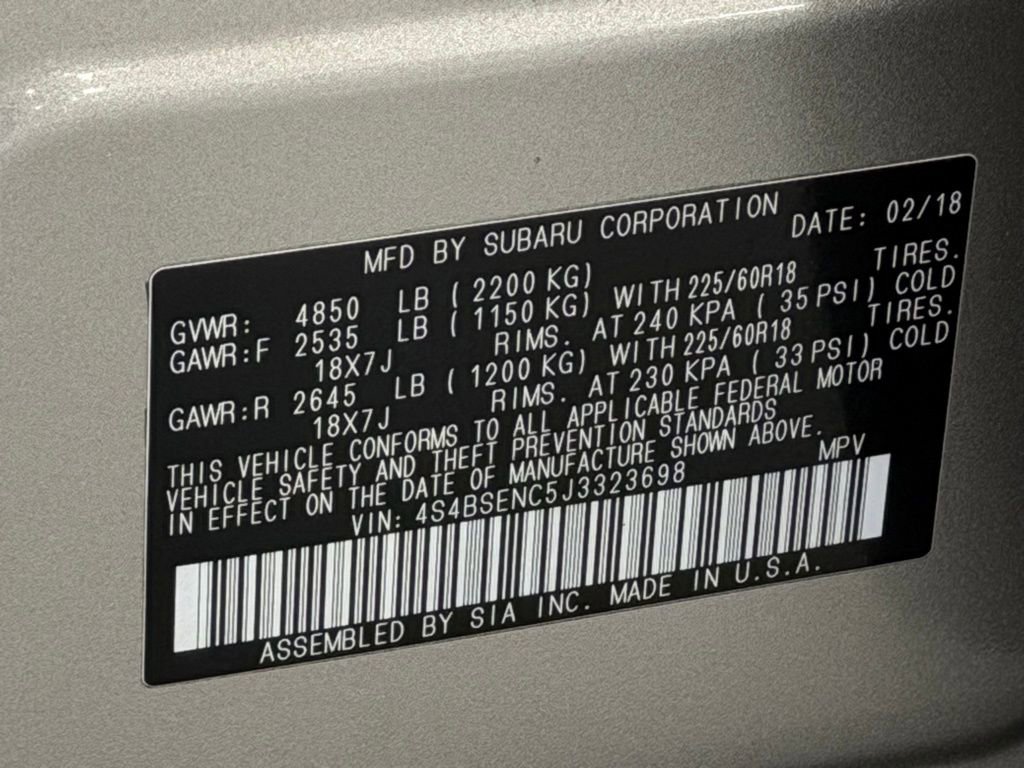 MFD BY SUBARU CORPORATION DATE: 02/18
GVWR: 4850 LB ( 2200 KG)
GAWR:F 2535 LB ( 1150 KG) WITH 225/60R18 TIRES.
18X7J RIMS. AT 240 KPA ( 35 PSI) COLD
GAWR:R 2645 LB ( 1200 KG) WITH 225/60R18 TIRES.
18X7J RIMS. AT 230 KPA ( 33 PSI) COLD
THIS VEHICLE CONFORMS TO ALL APPLICABLE FEDERAL MOTOR
VEHICLE SAFETY AND THEFT PREVENTION STANDARDS
IN EFFECT ON THE DATE OF MANUFACTURE SHOWN ABOVE.
VIN: 4S4BSENC5J3323698 MPV
ASSEMBLED BY SIA INC. MADE IN U.S.A.